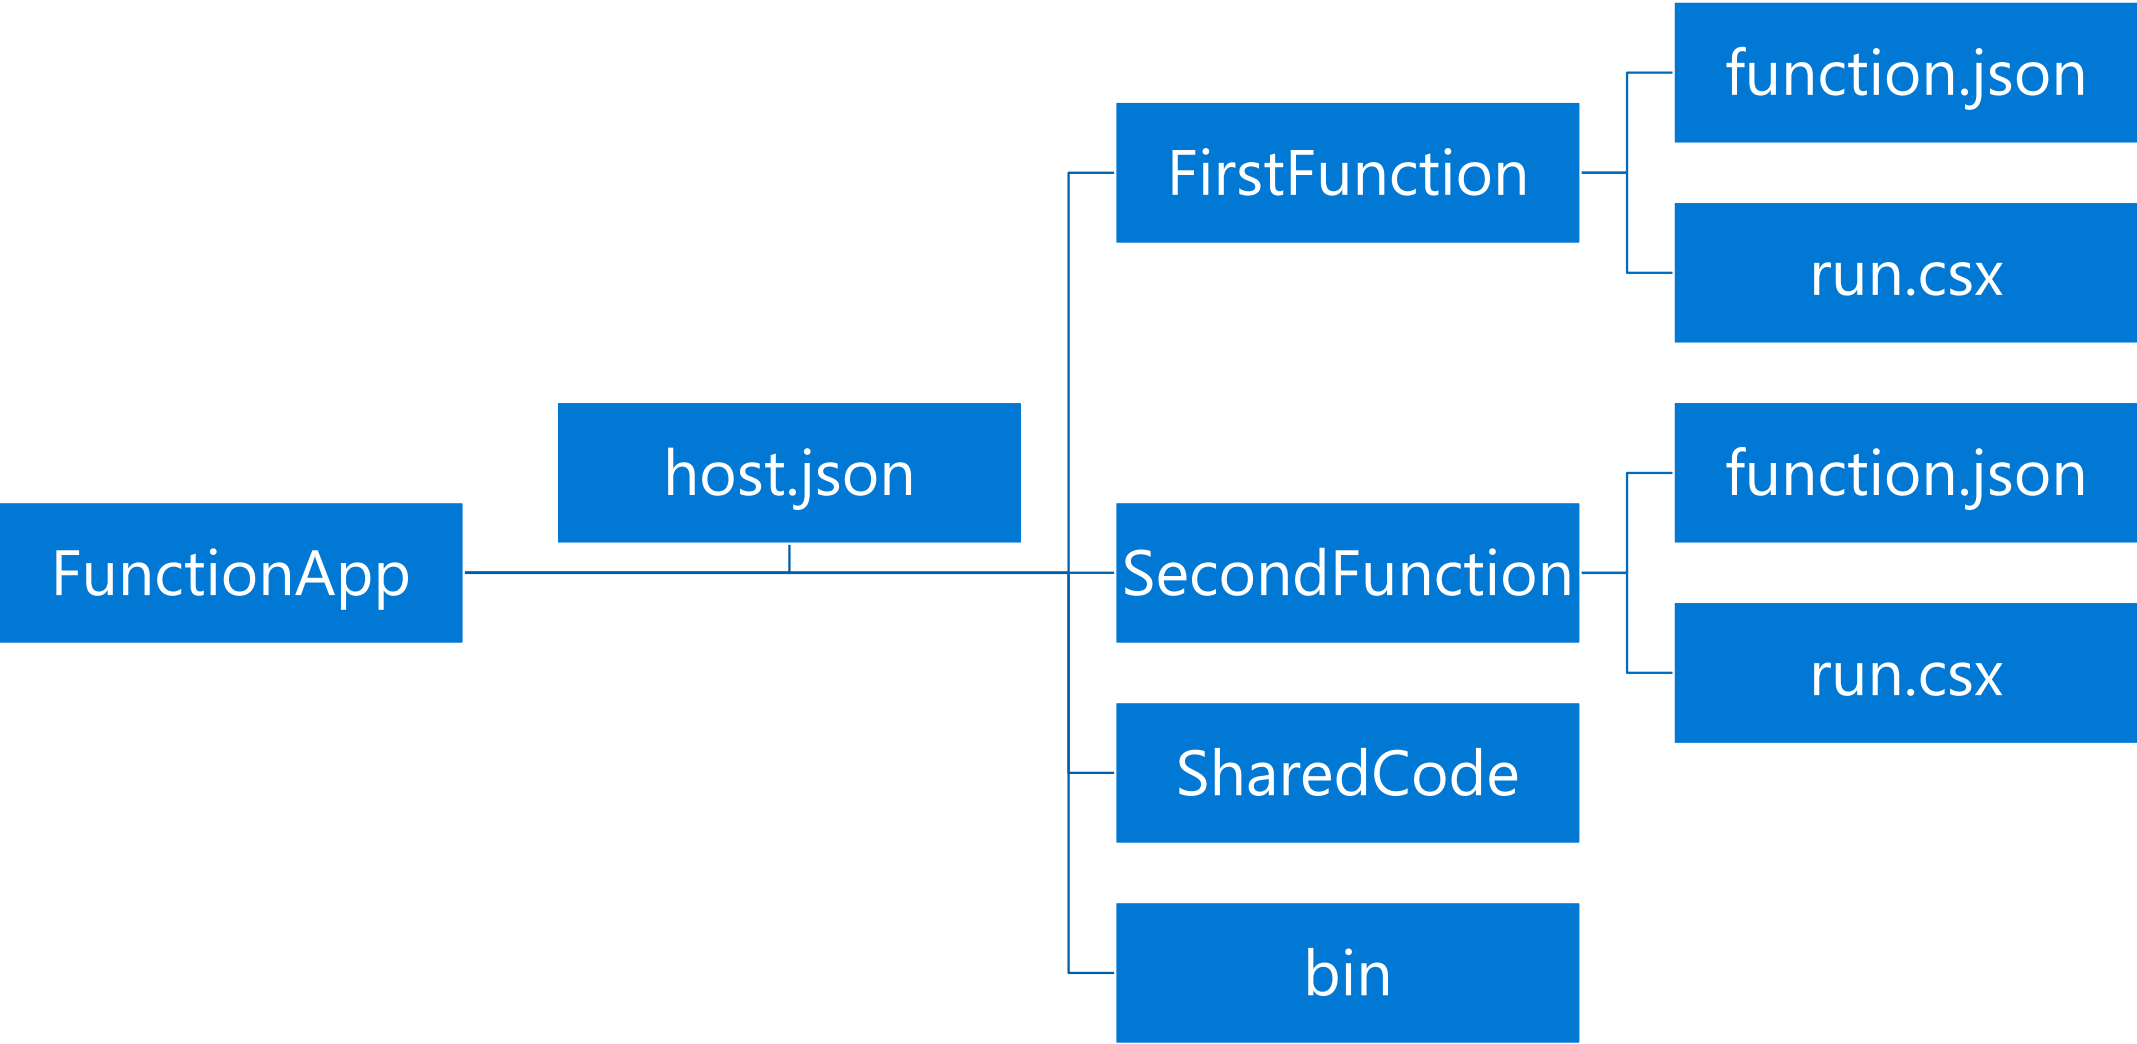 FunctionApp
host.json
FirstFunction
function.json
run.csx
SecondFunction
function.json
run.csx
SharedCode
bin